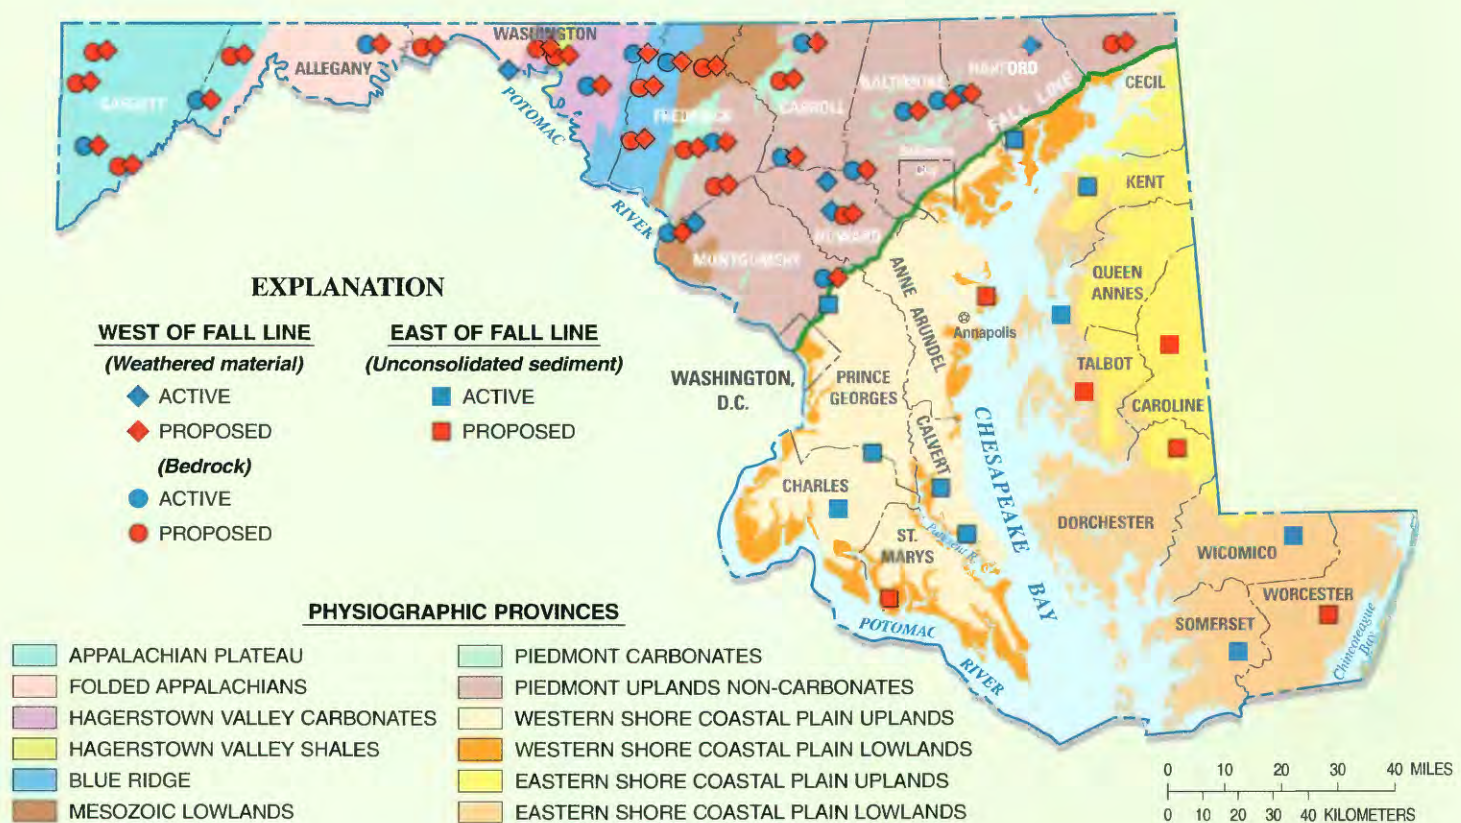 WASHINGTON
ALLEGANY
GARRETT
POTOMAC
FREDERICK
CARROLL
BALTIMORE
HARFORD
CECIL
FALL LINE
Baltimore
City
KENT
RIVER
HOWARD
MONTGOMERY
ANNE ARUNDEL
QUEEN
ANNES
Annapolis
TALBOT
CAROLINE
WASHINGTON,
D.C.
PRINCE
GEORGES
CALVERT
CHESAPEAKE BAY
CHARLES
ST.
MARYS
Patuxent R.
DORCHESTER
WICOMICO
WORCESTER
SOMERSET
Chincoteague
Bay
POTOMAC
RIVER
EXPLANATION
WEST OF FALL LINE
(Weathered material)
ACTIVE
PROPOSED
(Bedrock)
ACTIVE
PROPOSED
EAST OF FALL LINE
(Unconsolidated sediment)
ACTIVE
PROPOSED
PHYSIOGRAPHIC PROVINCES
APPALACHIAN PLATEAU
FOLDED APPALACHIANS
HAGERSTOWN VALLEY CARBONATES
HAGERSTOWN VALLEY SHALES
BLUE RIDGE
MESOZOIC LOWLANDS
PIEDMONT CARBONATES
PIEDMONT UPLANDS NON-CARBONATES
WESTERN SHORE COASTAL PLAIN UPLANDS
WESTERN SHORE COASTAL PLAIN LOWLANDS
EASTERN SHORE COASTAL PLAIN UPLANDS
EASTERN SHORE COASTAL PLAIN LOWLANDS
0 10 20 30 40 MILES
0 10 20 30 40 KILOMETERS